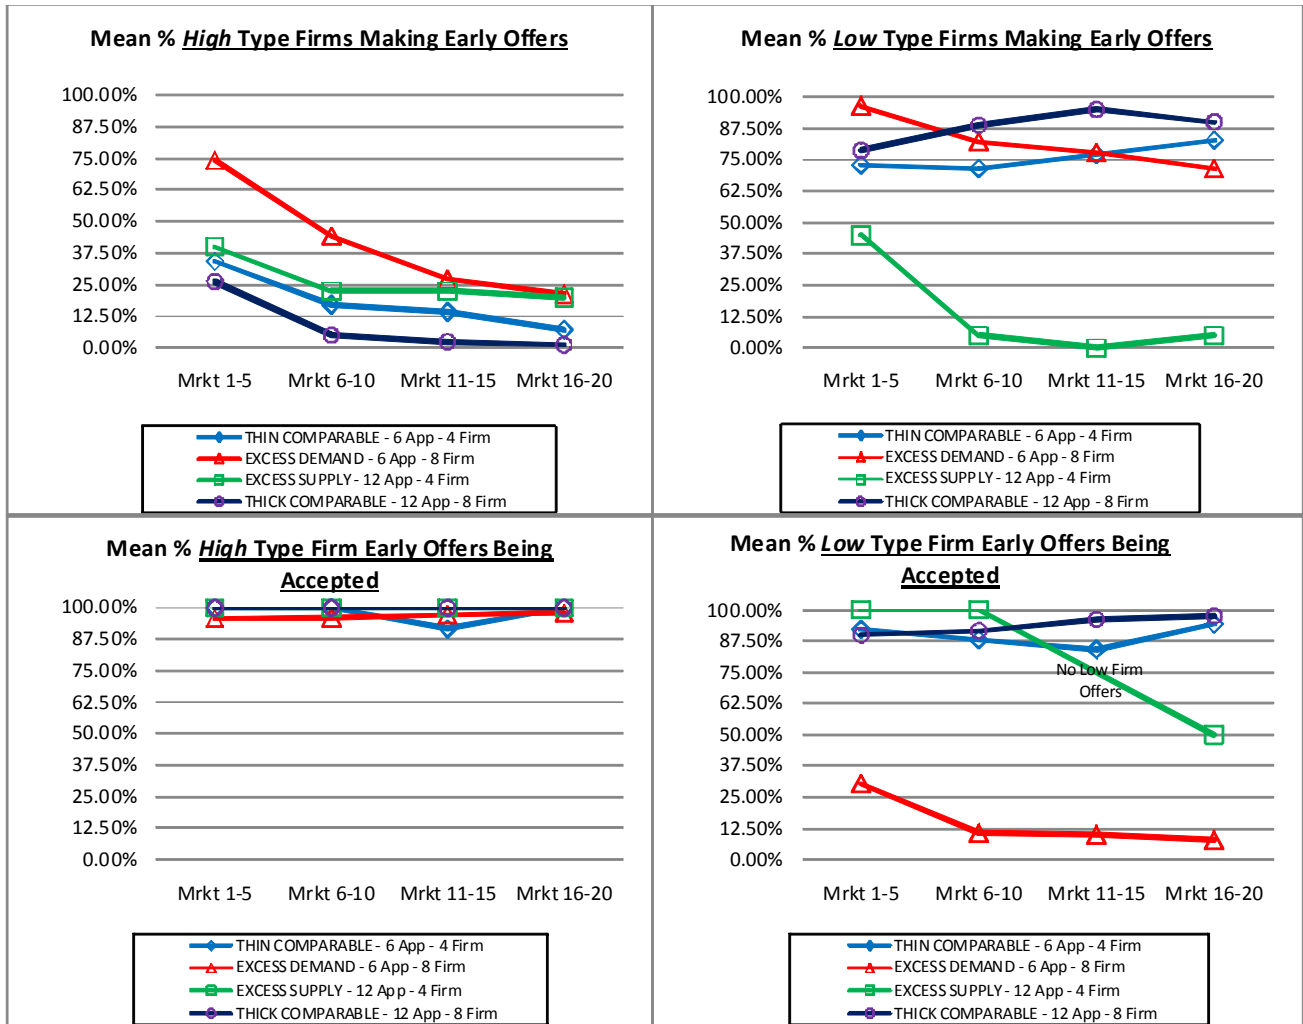 Mean % High Type Firms Making Early Offers
100.00%
87.50%
75.00%
62.50%
50.00%
37.50%
25.00%
12.50%
0.00%
Mrkt 1-5 Mrkt 6-10 Mrkt 11-15 Mrkt 16-20
THIN COMPARABLE - 6 App - 4 Firm
EXCESS DEMAND - 6 App - 8 Firm
EXCESS SUPPLY - 12 App - 4 Firm
THICK COMPARABLE - 12 App - 8 Firm
Mean % Low Type Firms Making Early Offers
100.00%
87.50%
75.00%
62.50%
50.00%
37.50%
25.00%
12.50%
0.00%
Mrkt 1-5 Mrkt 6-10 Mrkt 11-15 Mrkt 16-20
THIN COMPARABLE - 6 App - 4 Firm
EXCESS DEMAND - 6 App - 8 Firm
EXCESS SUPPLY - 12 App - 4 Firm
THICK COMPARABLE - 12 App - 8 Firm
Mean % High Type Firm Early Offers Being
Accepted
100.00%
87.50%
75.00%
62.50%
50.00%
37.50%
25.00%
12.50%
0.00%
Mrkt 1-5 Mrkt 6-10 Mrkt 11-15 Mrkt 16-20
THIN COMPARABLE - 6 App - 4 Firm
EXCESS DEMAND - 6 App - 8 Firm
EXCESS SUPPLY - 12 App - 4 Firm
THICK COMPARABLE - 12 App - 8 Firm
Mean % Low Type Firm Early Offers Being
Accepted
100.00%
87.50%
75.00%
No Low Firm
Offers
62.50%
50.00%
37.50%
25.00%
12.50%
0.00%
Mrkt 1-5 Mrkt 6-10 Mrkt 11-15 Mrkt 16-20
THIN COMPARABLE - 6 App - 4 Firm
EXCESS DEMAND - 6 App - 8 Firm
EXCESS SUPPLY - 12 App - 4 Firm
THICK COMPARABLE - 12 App - 8 Firm